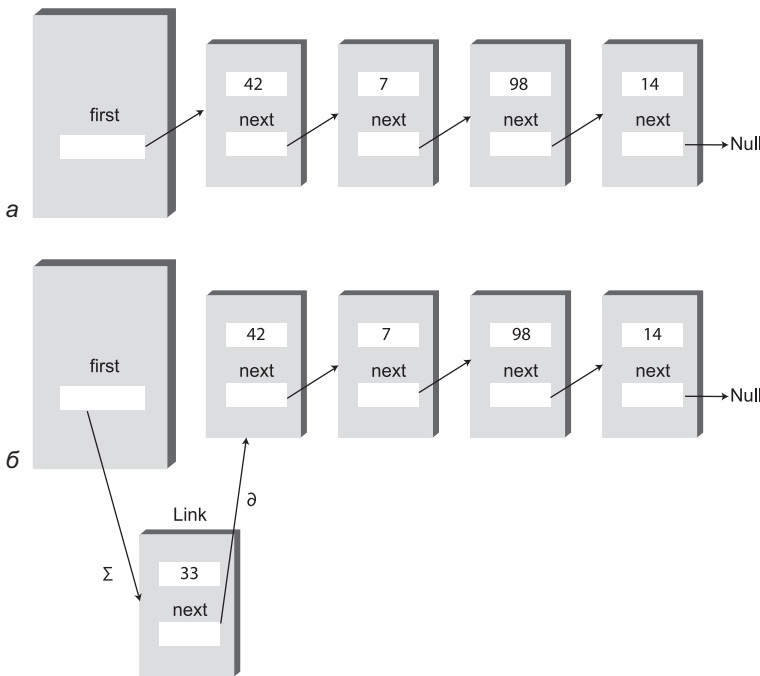 42 7 98 14
first next next next next
Null
а
42 7 98 14
first next next next next
Null
б
∂
Link
Σ 33
next